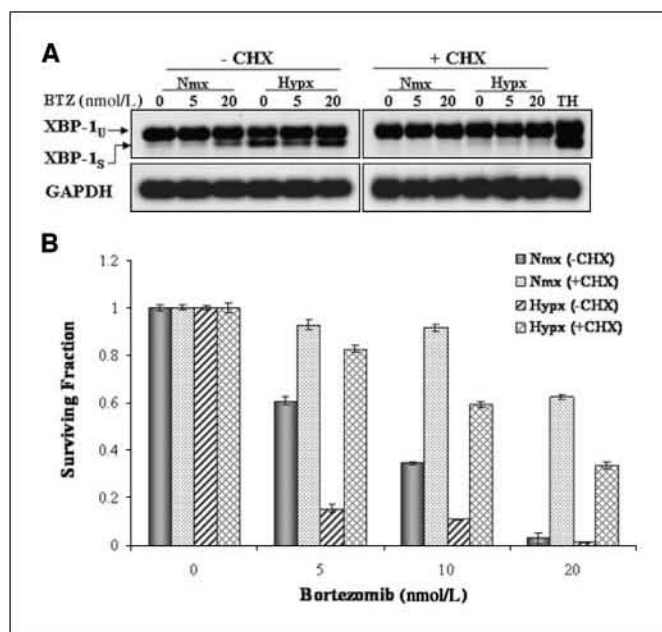 A
- CHX
+ CHX
Nmx Hypx Nmx Hypx
BTZ (nmol/L) 0 5 20 0 5 20 0 5 20 0 5 20 TH
XBP-1U
XBP-1S
GAPDH
B
1.2
1
0.8
0.6
0.4
0.2
0
Surviving Fraction
Nmx (-CHX)
Nmx (+CHX)
Hypx (-CHX)
Hypx (+CHX)
0 5 10 20
Bortezomib (nmol/L)